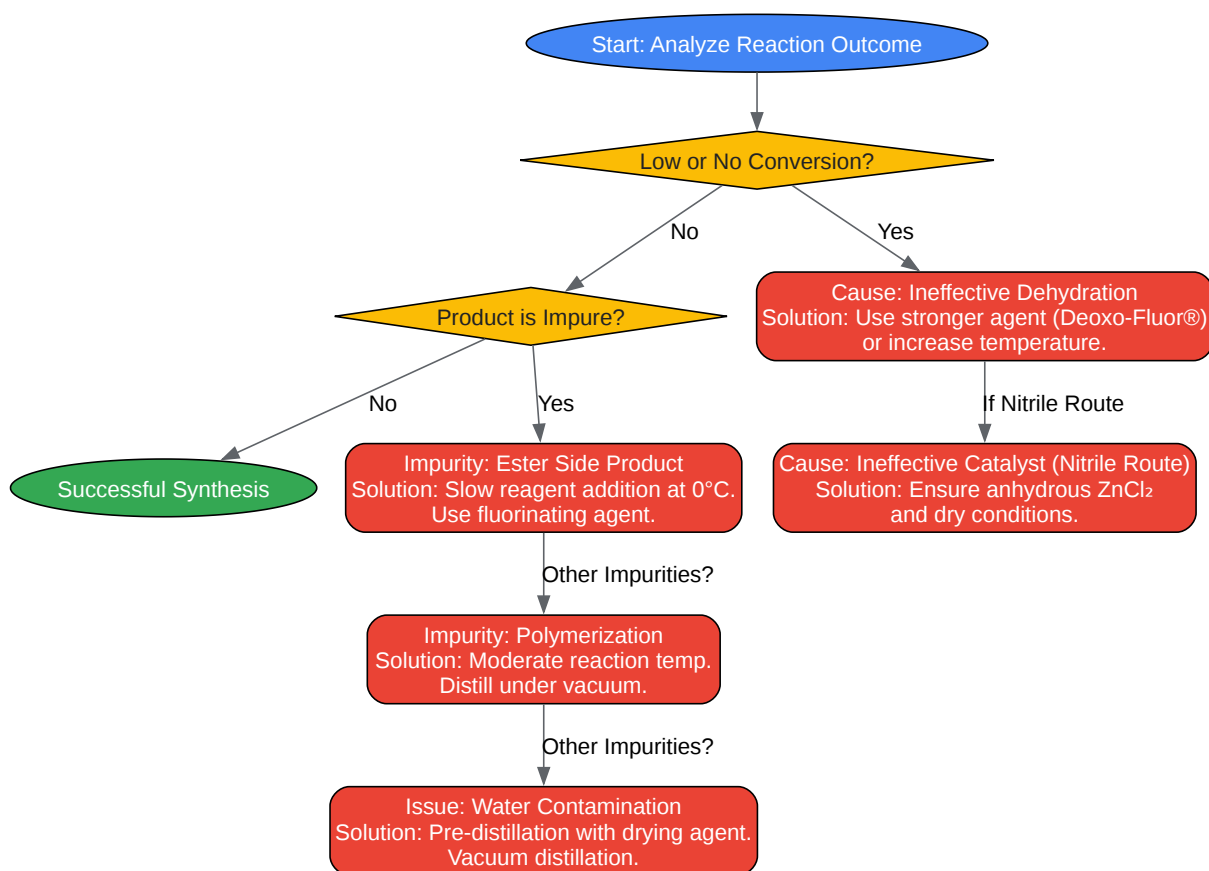 Start: Analyze Reaction Outcome
Low or No Conversion?
No
Yes
Product is Impure?
Cause: Ineffective Dehydration
Solution: Use stronger agent (Deoxo-Fluor®)
or increase temperature.
No
Yes
If Nitrile Route
Successful Synthesis
Impurity: Ester Side Product
Solution: Slow reagent addition at 0°C.
Use fluorinating agent.
Cause: Ineffective Catalyst (Nitrile Route)
Solution: Ensure anhydrous ZnCl₂
and dry conditions.
Other Impurities?
Impurity: Polymerization
Solution: Moderate reaction temp.
Distill under vacuum.
Other Impurities?
Issue: Water Contamination
Solution: Pre-distillation with drying agent.
Vacuum distillation.